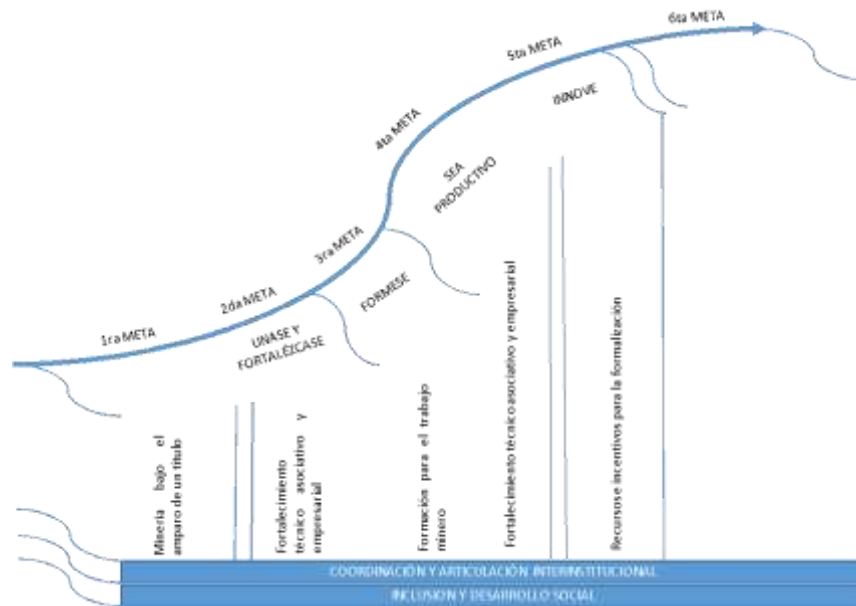 6ta META
5ta META
INNOVE
4ta META
SEA
PRODUCTIVO
3ra META
FORMESE
2da META
UNASE Y
FORTALÉZCASE
1ra META
Minería bajo el
amparo de un título
Fortalecimiento
técnico asociativo y
empresarial
Formación para el trabajo
minero
Fortalecimiento técnico asociativo y empresarial
Recursos e incentivos para la formalización
COORDINACIÓN Y ARTICULACIÓN INTERINSTITUCIONAL
INCLUSION Y DESARROLLO SOCIAL